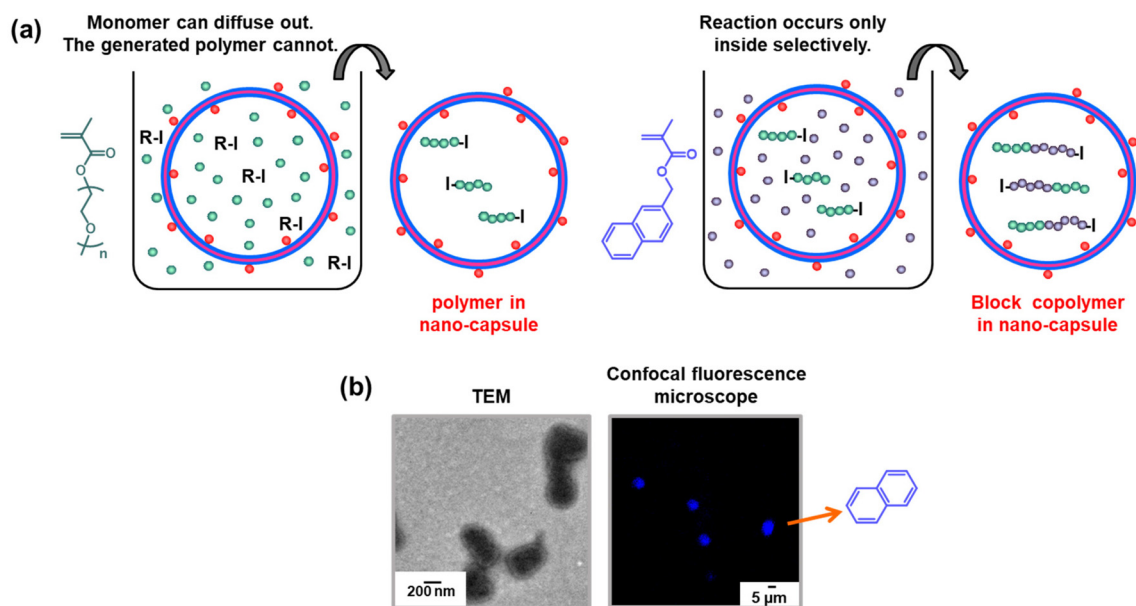 (a)
Monomer can diffuse out.
The generated polymer cannot.
R-I
R-I
R-I
R-I
R-I
O
O
O
n
I
I
I
polymer in
nano-capsule
Reaction occurs only
inside selectively.
O
O
I
I
I
I
I
I
Block copolymer
in nano-capsule
(b)
TEM
200 nm
Confocal fluorescence
microscope
5 µm